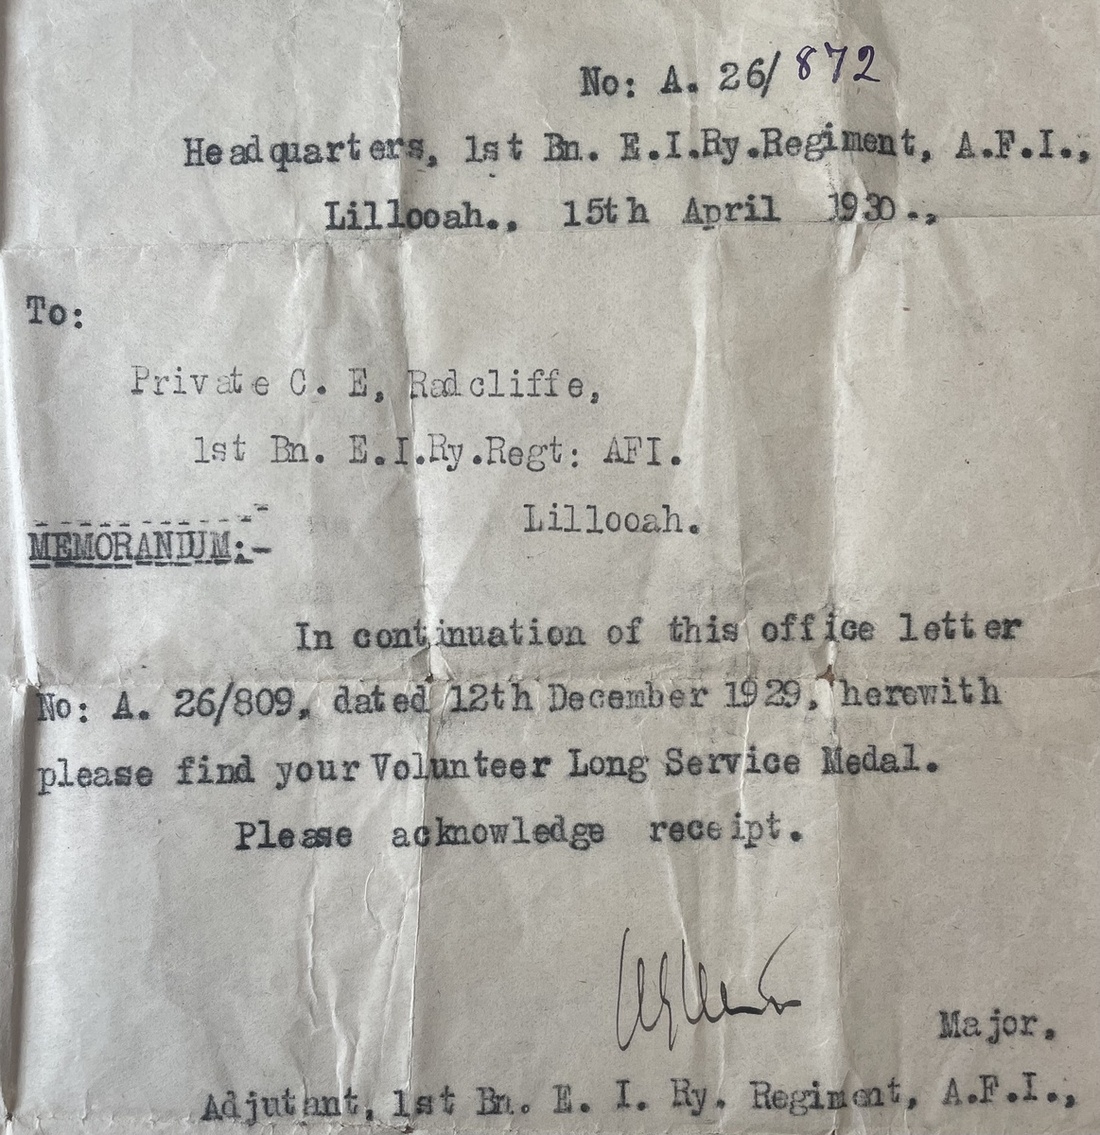 No: A. 26/872
Headquarters, 1st Bn. E.I.Ry.Regiment, A.F.I.,
Lillooah., 15th April 1930.,
To:
Private C. E, Radcliffe,
1st Bn. E.I.Ry.Regt: AFI.
Lillooah.
MEMORANDUM:-
In continuation of this office letter
No: A. 26/809, dated 12th December 1929, herewith
please find your Volunteer Long Service Medal.
Please acknowledge receipt.
Major.
Adjutant, 1st Bn. E. I. Ry. Regiment, A.F.I.,